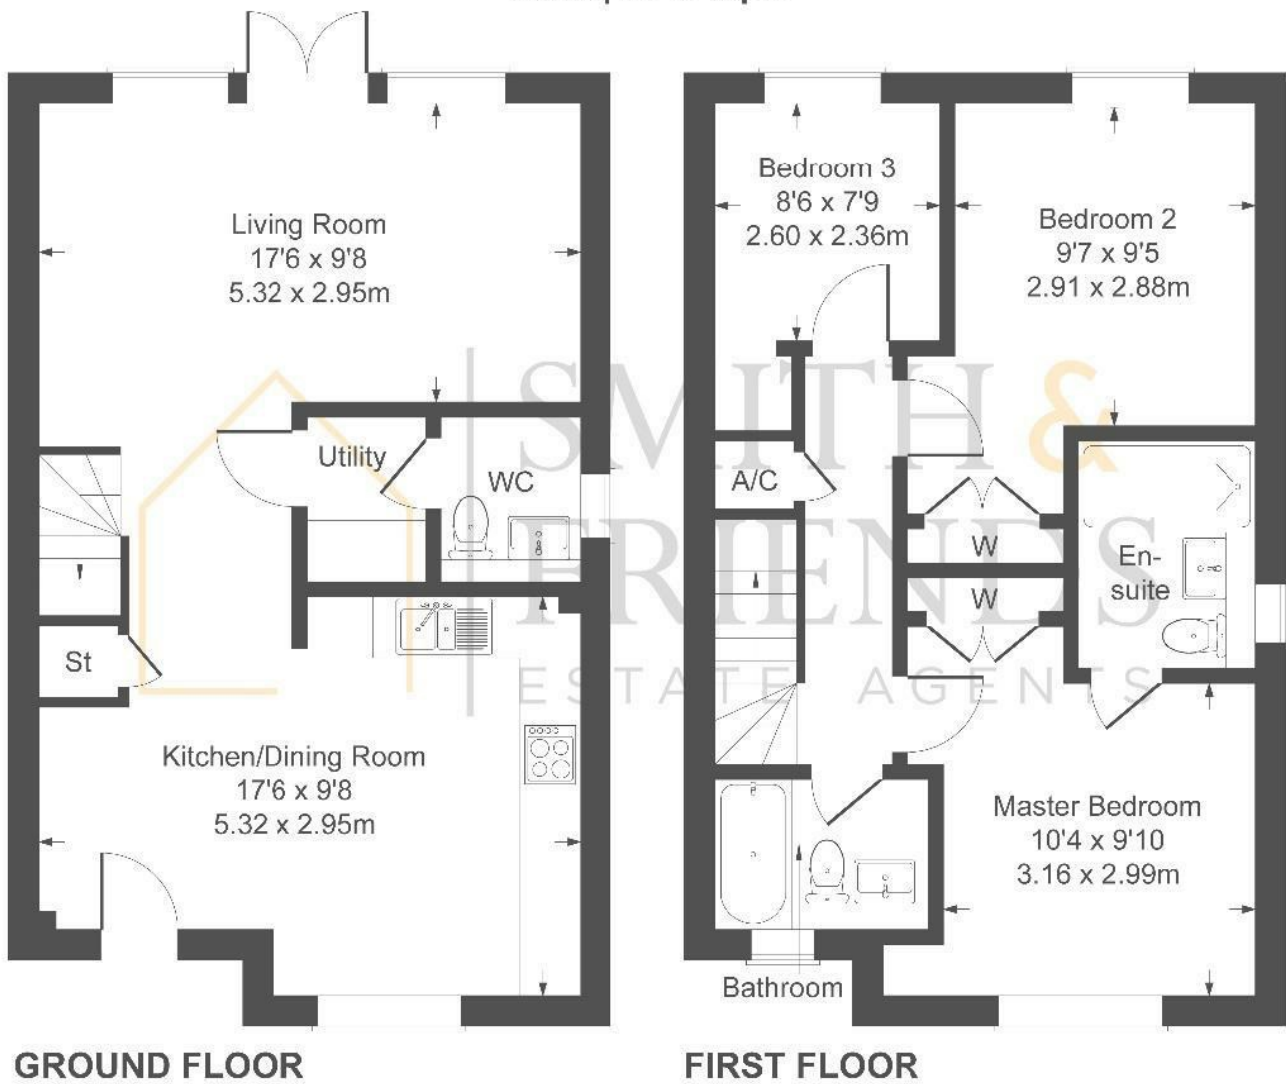 Living Room
17'6 x 9'8
5.32 x 2.95m
Utility
WC
St
Kitchen/Dining Room
17'6 x 9'8
5.32 x 2.95m
GROUND FLOOR
Bedroom 3
8'6 x 7'9
2.60 x 2.36m
Bedroom 2
9'7 x 9'5
2.91 x 2.88m
A/C
W
W
En-
suite
Master Bedroom
10'4 x 9'10
3.16 x 2.99m
Bathroom
FIRST FLOOR
SMITH &
FRIENDS
ESTATE AGENTS